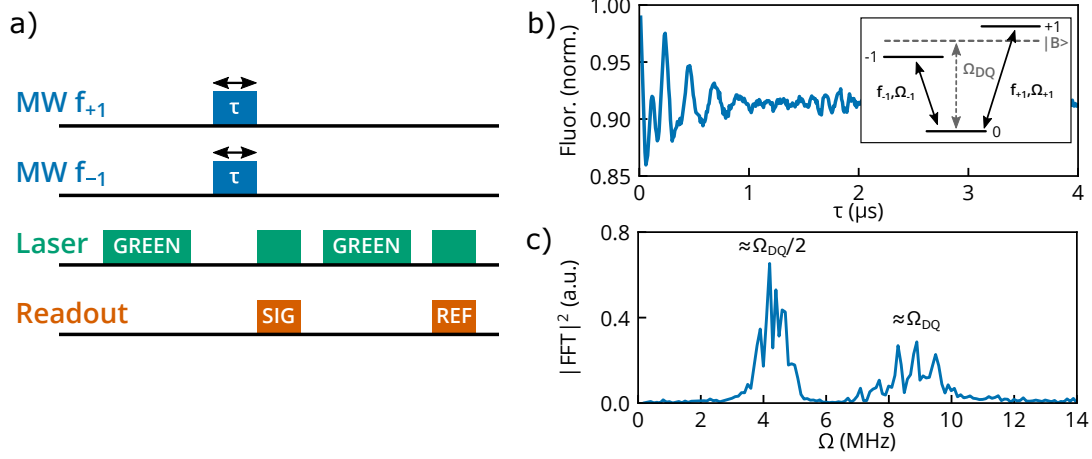 a)
MW f+1
τ
MW f−1
τ
Laser
GREEN
GREEN
Readout
SIG
REF
b)
Fluor. (norm.)
1.00
0.95
0.90
0.85
0
1
2
3
4
τ (μs)
+1
|B>
-1
ΩDQ
f-1,Ω-1
f+1,Ω+1
0
c)
|FFT|² (a.u.)
0.8
0.4
0.0
≈ΩDQ/2
≈ΩDQ
0
2
4
6
8
10
12
14
Ω (MHz)